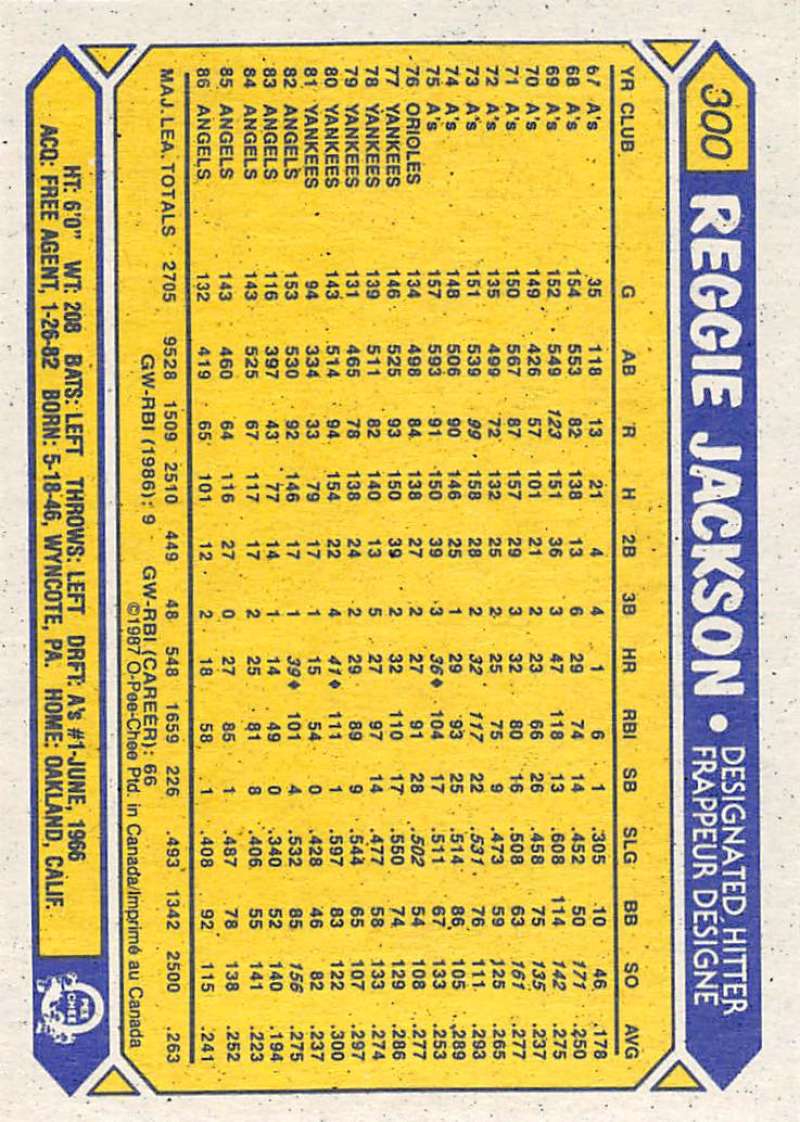 300 REGGIE JACKSON • DESIGNATED HITTER
FRAPPEUR DÉSIGNÉ
YR CLUB G AB R H 2B 3B HR RBI SB SLG BB SO AVG
67 A's 35 118 13 21 4 4 1 6 1 .305 10 46 .178
68 A's 154 553 82 138 13 6 29 74 14 .452 50 171 .250
69 A's 152 549 123 151 36 3 47 118 13 .608 114 142 .275
70 A's 149 426 57 101 21 2 23 66 26 .458 75 135 .237
71 A's 150 567 87 157 29 3 32 80 16 .508 63 161 .277
72 A's 135 499 72 132 25 2 25 75 9 .473 59 125 .265
73 A's 151 539 99 158 28 2 32 117 22 .531 76 111 .293
74 A's 148 506 90 146 25 1 29 93 25 .514 86 105 .289
75 A's 157 593 91 150 39 3 36♦ 104 17 .511 67 133 .253
76 ORIOLES 134 498 84 138 27 2 27 91 28 .502 54 108 .277
77 YANKEES 146 525 93 150 39 2 32 110 17 .550 74 129 .286
78 YANKEES 139 511 82 140 13 5 27 97 14 .477 58 133 .274
79 YANKEES 131 465 78 138 24 2 29 89 9 .544 65 107 .297
80 YANKEES 143 514 94 154 22 4 41♦ 111 1 .597 83 122 .300
81 YANKEES 94 334 33 79 17 1 15 54 0 .428 46 82 .237
82 ANGELS 153 530 92 146 17 1 39♦ 101 4 .532 85 156 .275
83 ANGELS 116 397 43 77 14 1 14 49 0 .340 52 140 .194
84 ANGELS 143 525 67 117 17 2 25 81 8 .406 55 141 .223
85 ANGELS 143 460 64 116 27 0 27 85 1 .487 78 138 .252
86 ANGELS 132 419 65 101 12 2 18 58 1 .408 92 115 .241
MAJ. LEA. TOTALS 2705 9528 1509 2510 449 48 548 1659 226 .493 1342 2500 .263
GW-RBI (1986): 9 GW-RBI (CAREER): 66
©1987 O-Pee-Chee Ptd. in Canada/Imprimé au Canada
HT: 6'0" WT: 208 BATS: LEFT THROWS: LEFT DRFT: A's #1-JUNE, 1966
ACQ: FREE AGENT, 1-26-82 BORN: 5-18-46, WYNCOTE, PA. HOME: OAKLAND, CALIF.
O PEE CHEE